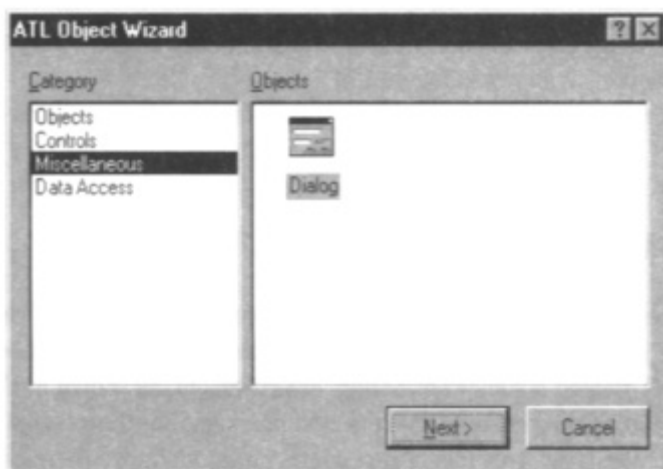 ATL Object Wizard
Category
Objects
Objects
Controls
Miscellaneous
Data Access
Dialog
Next >
Cancel